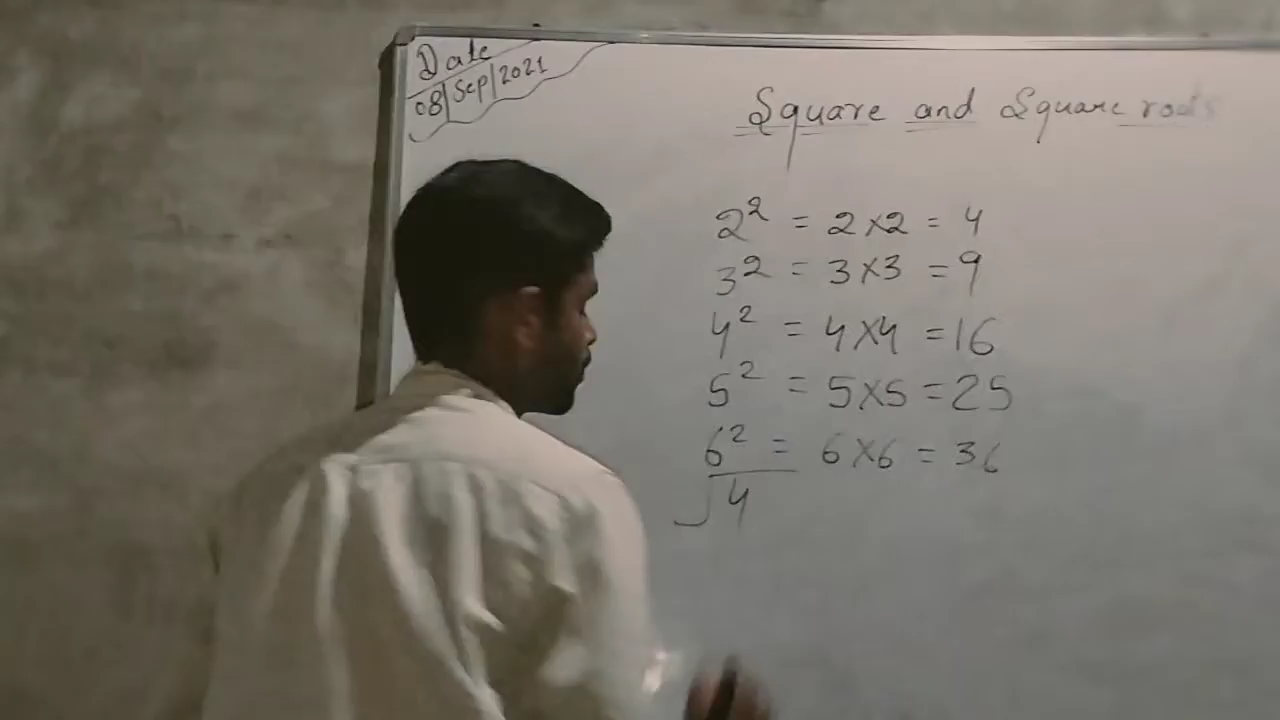 Date
08/Sep/2021
Square and Square roots
2² = 2×2 = 4
3² = 3×3 = 9
4² = 4×4 = 16
5² = 5×5 = 25
6² = 6×6 = 36
√4